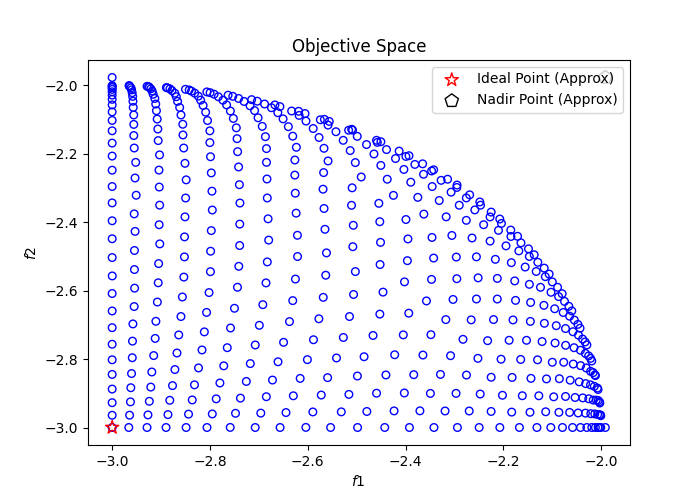 Objective Space
Ideal Point (Approx)
Nadir Point (Approx)
−2.0
−2.2
−2.4
−2.6
−2.8
−3.0
f2
−3.0
−2.8
−2.6
−2.4
−2.2
−2.0
f1